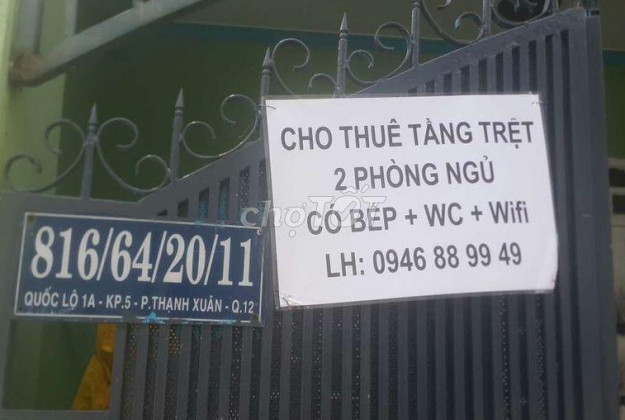 CHO THUÊ TẦNG TRỆT
2 PHÒNG NGỦ
CÓ BẾP + WC + Wifi
LH: 0946 88 99 49
816/64/20/11
QUỐC LỘ 1A - KP.5 - P.THẠNH XUÂN - Q.12
chợTỐT